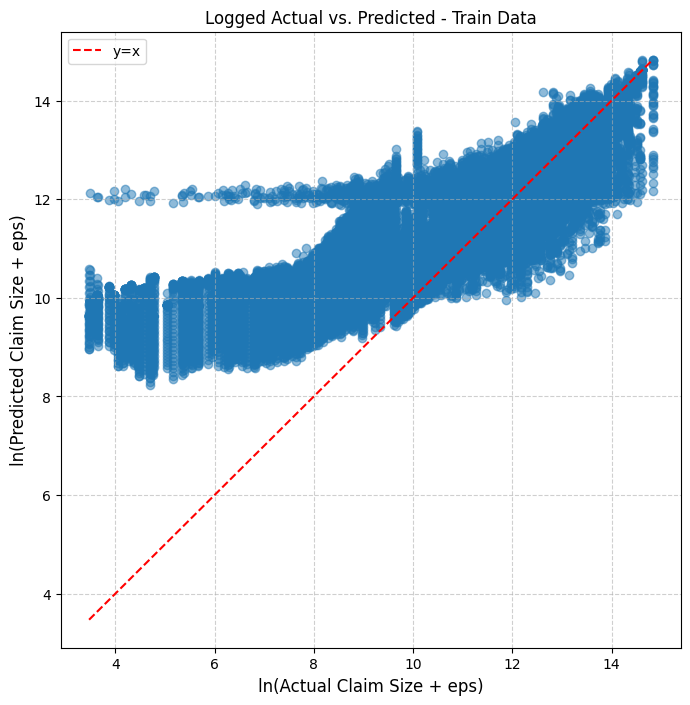 Logged Actual vs. Predicted - Train Data
y=x
ln(Predicted Claim Size + eps)
14
12
10
8
6
4
4 6 8 10 12 14
ln(Actual Claim Size + eps)